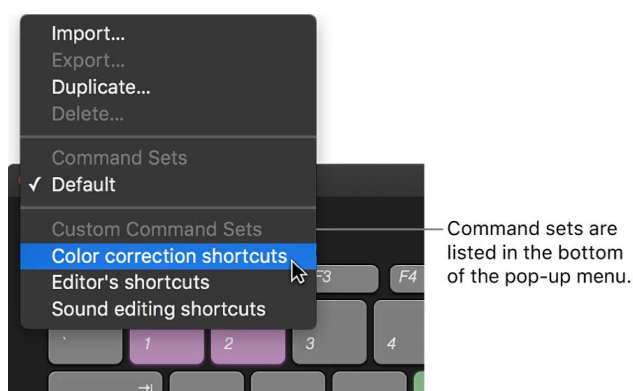 Import...
Export...
Duplicate...
Delete...
Command Sets
✓ Default
Custom Command Sets
Color correction shortcuts
Editor's shortcuts
Sound editing shortcuts
Command sets are
listed in the bottom
of the pop-up menu.
F3 F4
` 1 2 3 4